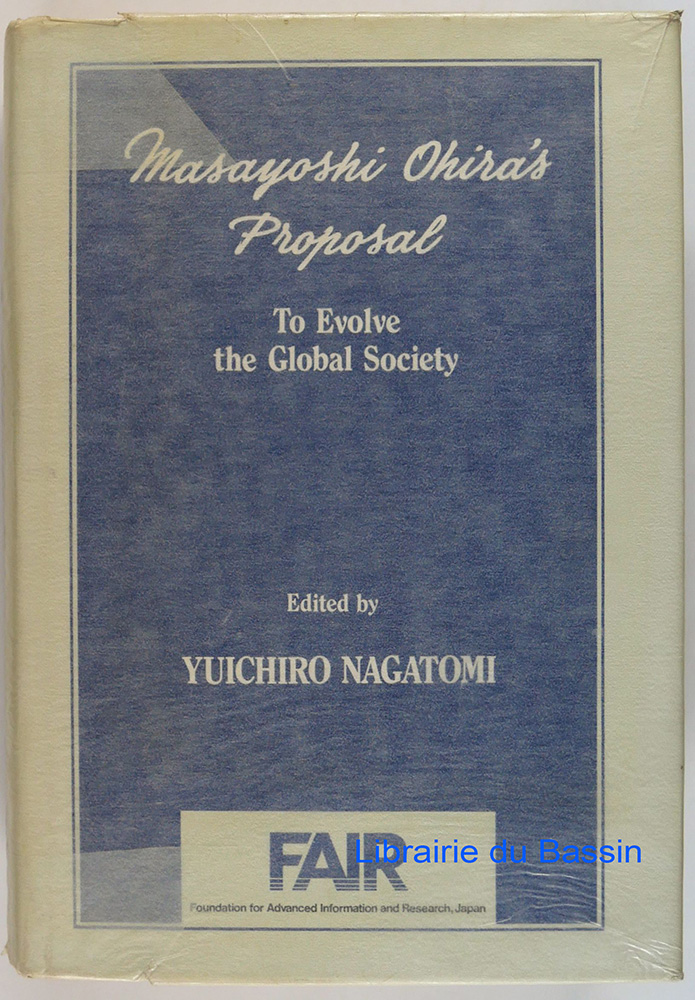 Masayoshi Ohira's
Proposal
To Evolve
the Global Society
Edited by
YUICHIRO NAGATOMI
FAIR
Librairie du Bassin
Foundation for Advanced Information and Research, Japan